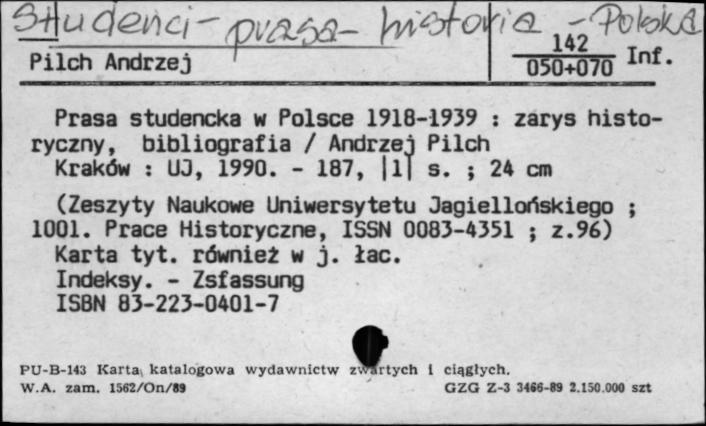 Studenci - prasa - historia - Polska
142
Pilch Andrzej 050+070 Inf.
Prasa studencka w Polsce 1918-1939 : zarys histo-
ryczny, bibliografia / Andrzej Pilch
Kraków : UJ, 1990. - 187, |1| s. ; 24 cm
(Zeszyty Naukowe Uniwersytetu Jagiellońskiego ;
1001. Prace Historyczne, ISSN 0083-4351 ; z.96)
Karta tyt. również w j. łac.
Indeksy. - Zsfassung
ISBN 83-223-0401-7
PU-B-143 Karta katalogowa wydawnictw zwartych i ciągłych.
W.A. zam. 1562/On/89 GZG Z-3 3466-89 2.150.000 szt